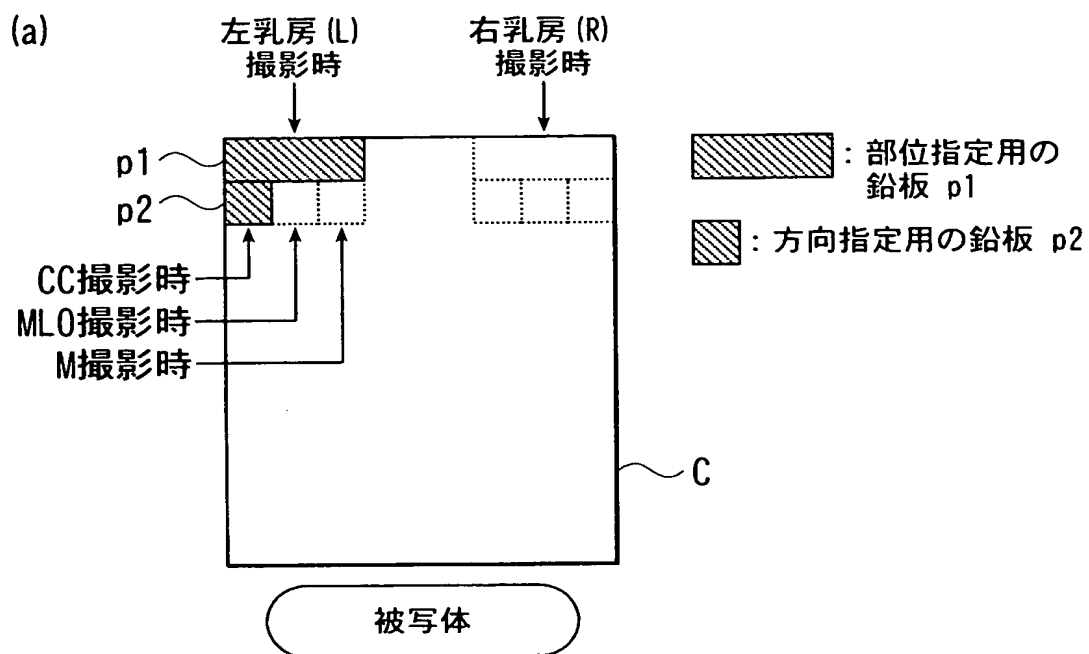 (a)
左乳房(L)
撮影時
右乳房(R)
撮影時
p1
p2
CC撮影時
MLO撮影時
M撮影時
:部位指定用の
鉛板 p1
:方向指定用の鉛板 p2
C
被写体